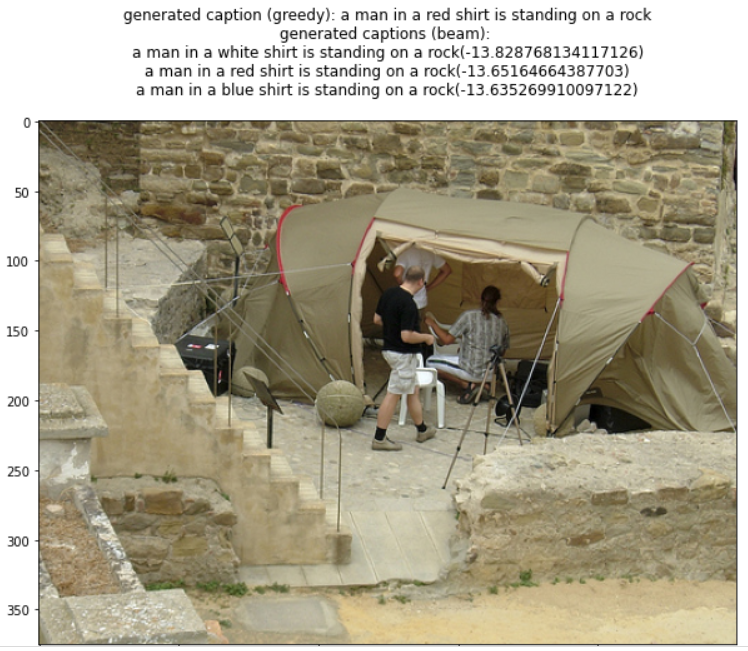 generated caption (greedy): a man in a red shirt is standing on a rock
generated captions (beam):
a man in a white shirt is standing on a rock(-13.828768134117126)
a man in a red shirt is standing on a rock(-13.65164664387703)
a man in a blue shirt is standing on a rock(-13.635269910097122)
0
50
100
150
200
250
300
350